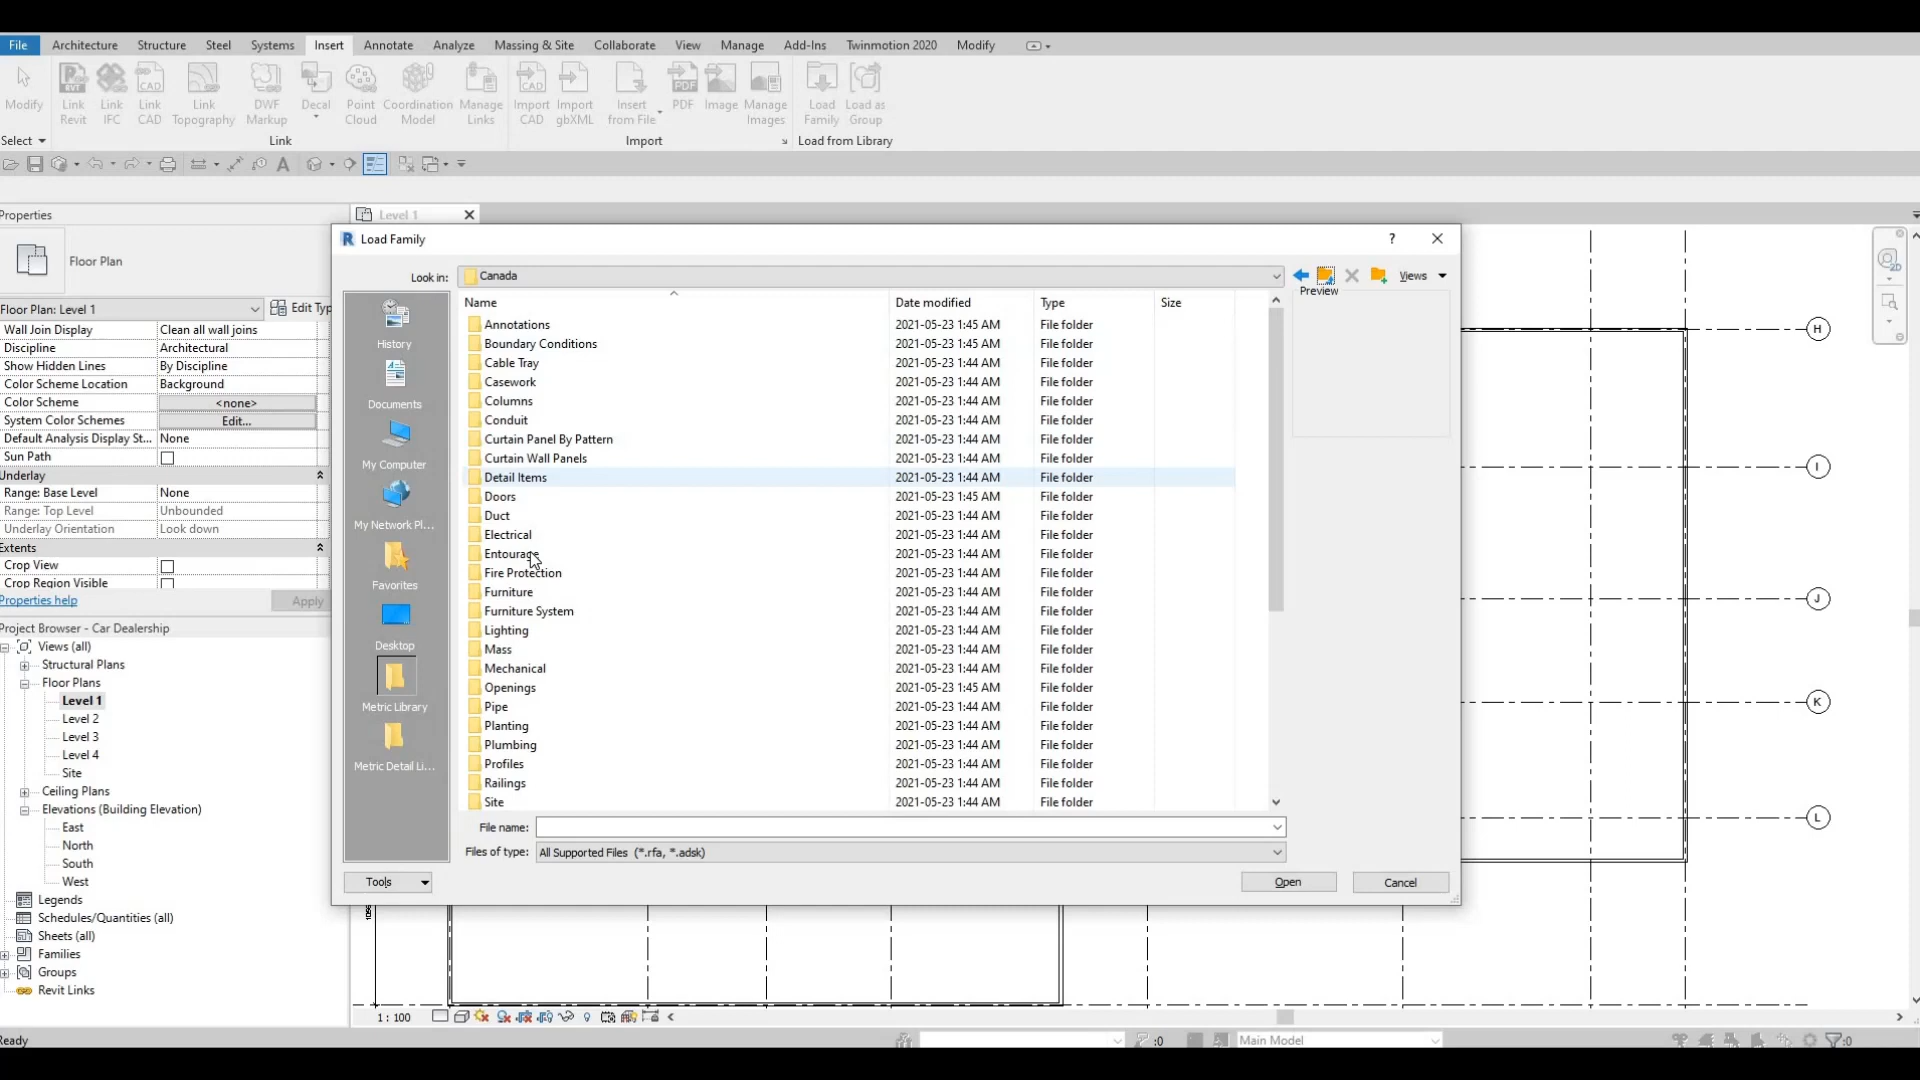 File Architecture Structure Steel Systems Insert Annotate Analyze Massing & Site Collaborate View Manage Add-Ins Twinmotion 2020 Modify
Modify Link Revit Link IFC Link CAD Link Topography DWF Markup Decal Point Cloud Coordination Model Manage Links Import CAD Import gbXML Insert from File PDF Image Manage Images Load Family Load as Group
Select Link Import Load from Library
Properties Level 1
Floor Plan
Floor Plan: Level 1 Edit Typ
Wall Join Display Clean all wall joins
Discipline Architectural
Show Hidden Lines By Discipline
Color Scheme Location Background
Color Scheme <none>
System Color Schemes Edit...
Default Analysis Display St... None
Sun Path
Underlay
Range: Base Level None
Range: Top Level Unbounded
Underlay Orientation Look down
Extents
Crop View
Crop Region Visible
Properties help Apply
Project Browser - Car Dealership
Views (all)
Structural Plans
Floor Plans
Level 1
Level 2
Level 3
Level 4
Site
Ceiling Plans
Elevations (Building Elevation)
East
North
South
West
Legends
Schedules/Quantities (all)
Sheets (all)
Families
Groups
Revit Links
Ready
R Load Family ?
Look in: Canada Views
History
Documents
My Computer
My Network Pl...
Favorites
Desktop
Metric Library
Metric Detail Li...
Name Date modified Type Size
Annotations 2021-05-23 1:45 AM File folder
Boundary Conditions 2021-05-23 1:45 AM File folder
Cable Tray 2021-05-23 1:44 AM File folder
Casework 2021-05-23 1:44 AM File folder
Columns 2021-05-23 1:44 AM File folder
Conduit 2021-05-23 1:44 AM File folder
Curtain Panel By Pattern 2021-05-23 1:44 AM File folder
Curtain Wall Panels 2021-05-23 1:44 AM File folder
Detail Items 2021-05-23 1:44 AM File folder
Doors 2021-05-23 1:45 AM File folder
Duct 2021-05-23 1:44 AM File folder
Electrical 2021-05-23 1:44 AM File folder
Entourage 2021-05-23 1:44 AM File folder
Fire Protection 2021-05-23 1:44 AM File folder
Furniture 2021-05-23 1:44 AM File folder
Furniture System 2021-05-23 1:44 AM File folder
Lighting 2021-05-23 1:44 AM File folder
Mass 2021-05-23 1:44 AM File folder
Mechanical 2021-05-23 1:44 AM File folder
Openings 2021-05-23 1:45 AM File folder
Pipe 2021-05-23 1:44 AM File folder
Planting 2021-05-23 1:44 AM File folder
Plumbing 2021-05-23 1:44 AM File folder
Profiles 2021-05-23 1:44 AM File folder
Railings 2021-05-23 1:44 AM File folder
Site 2021-05-23 1:44 AM File folder
Preview
File name:
Files of type: All Supported Files (*.rfa, *.adsk)
Tools Open Cancel
H
I
J
K
L
1 : 100
:0 Main Model :0